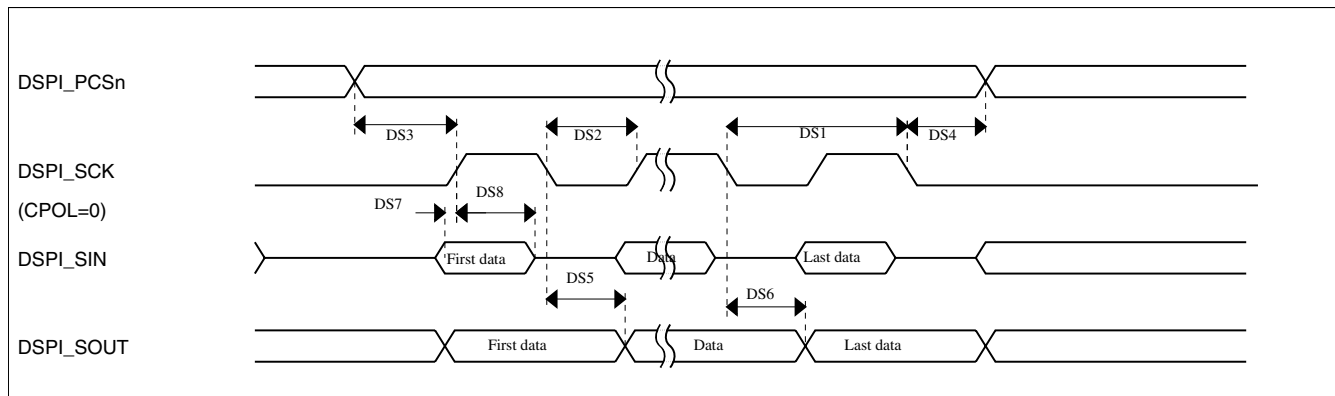 DSPI_PCSn
DS3
DS2
DS1
DS4
DSPI_SCK
(CPOL=0)
DS7
DS8
DSPI_SIN
First data
Data
Last data
DS5
DS6
DSPI_SOUT
First data
Data
Last data